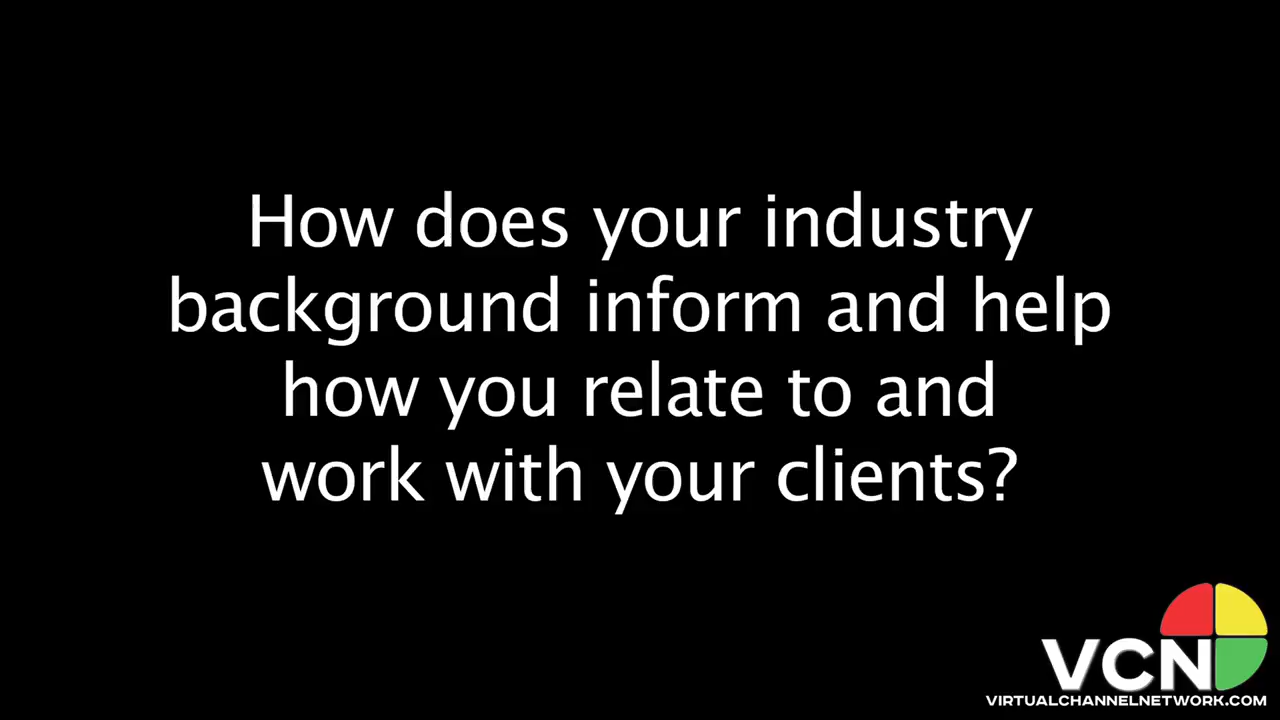 How does your industry
background inform and help
how you relate to and
work with your clients?
VCN
VIRTUALCHANNELNETWORK.COM